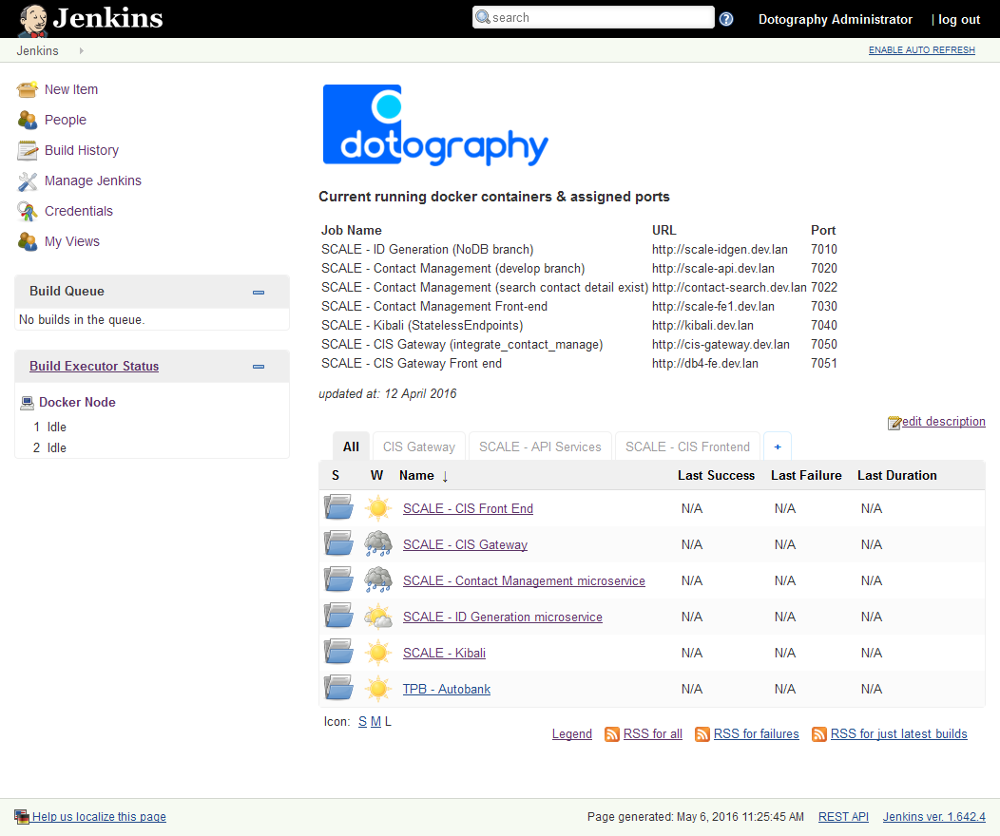 Jenkins
search
Dotography Administrator | log out
Jenkins
ENABLE AUTO REFRESH
New Item
People
Build History
Manage Jenkins
Credentials
My Views
Build Queue
No builds in the queue.
Build Executor Status
Docker Node
1 Idle
2 Idle
dotography
Current running docker containers & assigned ports
Job Name URL Port
SCALE - ID Generation (NoDB branch) http://scale-idgen.dev.lan 7010
SCALE - Contact Management (develop branch) http://scale-api.dev.lan 7020
SCALE - Contact Management (search contact detail exist) http://contact-search.dev.lan 7022
SCALE - Contact Management Front-end http://scale-fe1.dev.lan 7030
SCALE - Kibali (StatelessEndpoints) http://kibali.dev.lan 7040
SCALE - CIS Gateway (integrate_contact_manage) http://cis-gateway.dev.lan 7050
SCALE - CIS Gateway Front end http://db4-fe.dev.lan 7051
updated at: 12 April 2016
edit description
All CIS Gateway SCALE - API Services SCALE - CIS Frontend +
S W Name ↓ Last Success Last Failure Last Duration
SCALE - CIS Front End N/A N/A N/A
SCALE - CIS Gateway N/A N/A N/A
SCALE - Contact Management microservice N/A N/A N/A
SCALE - ID Generation microservice N/A N/A N/A
SCALE - Kibali N/A N/A N/A
TPB - Autobank N/A N/A N/A
Icon: S M L
Legend RSS for all RSS for failures RSS for just latest builds
Help us localize this page
Page generated: May 6, 2016 11:25:45 AM REST API Jenkins ver. 1.642.4